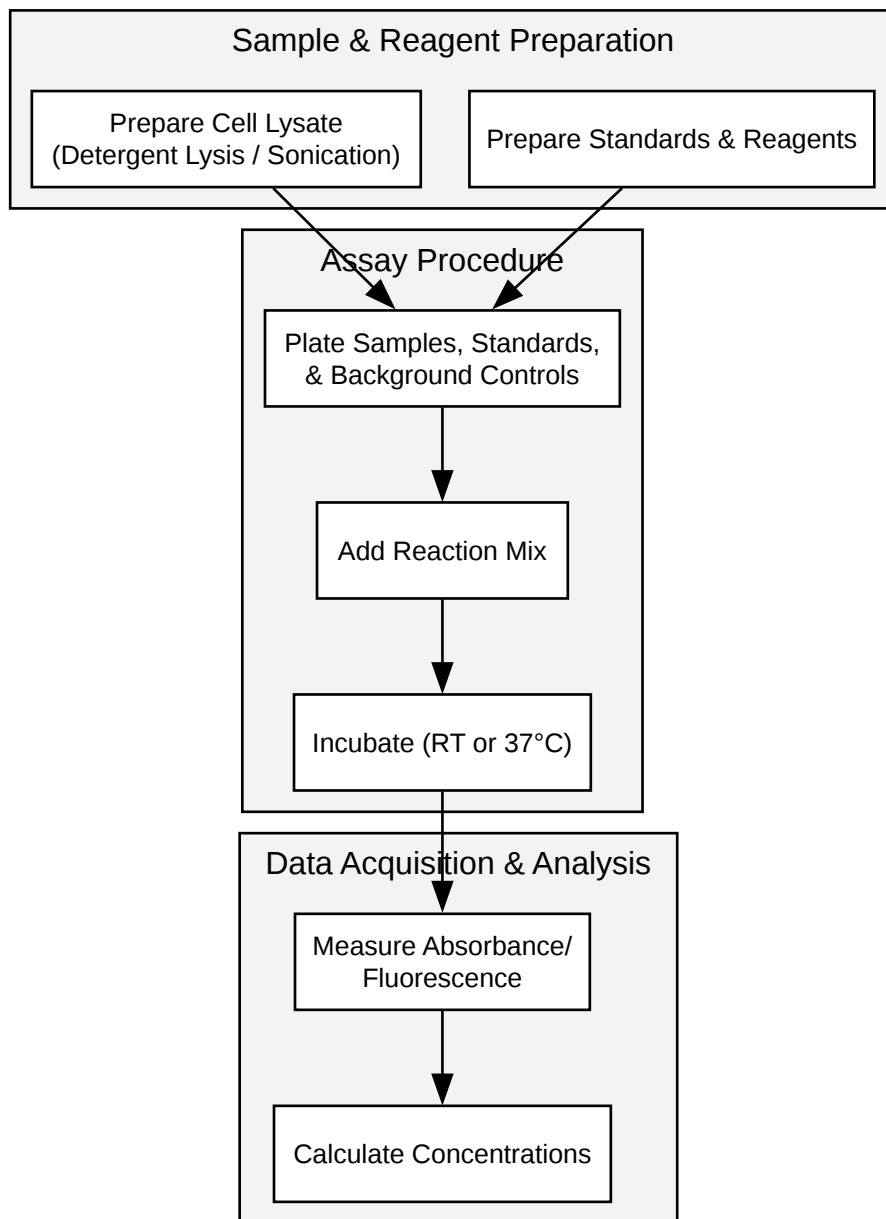 Sample & Reagent Preparation
Prepare Cell Lysate
(Detergent Lysis / Sonication)
Prepare Standards & Reagents
Assay Procedure
Plate Samples, Standards,
& Background Controls
Add Reaction Mix
Incubate (RT or 37°C)
Data Acquisition & Analysis
Measure Absorbance/
Fluorescence
Calculate Concentrations